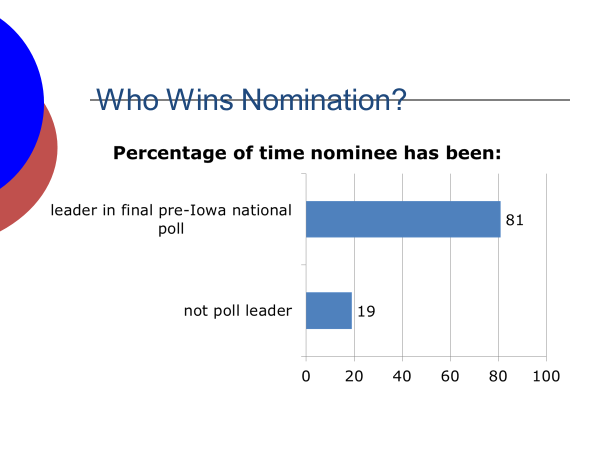 Who Wins Nomination?
Percentage of time nominee has been:
leader in final pre-Iowa national
poll
81
not poll leader
19
0 20 40 60 80 100